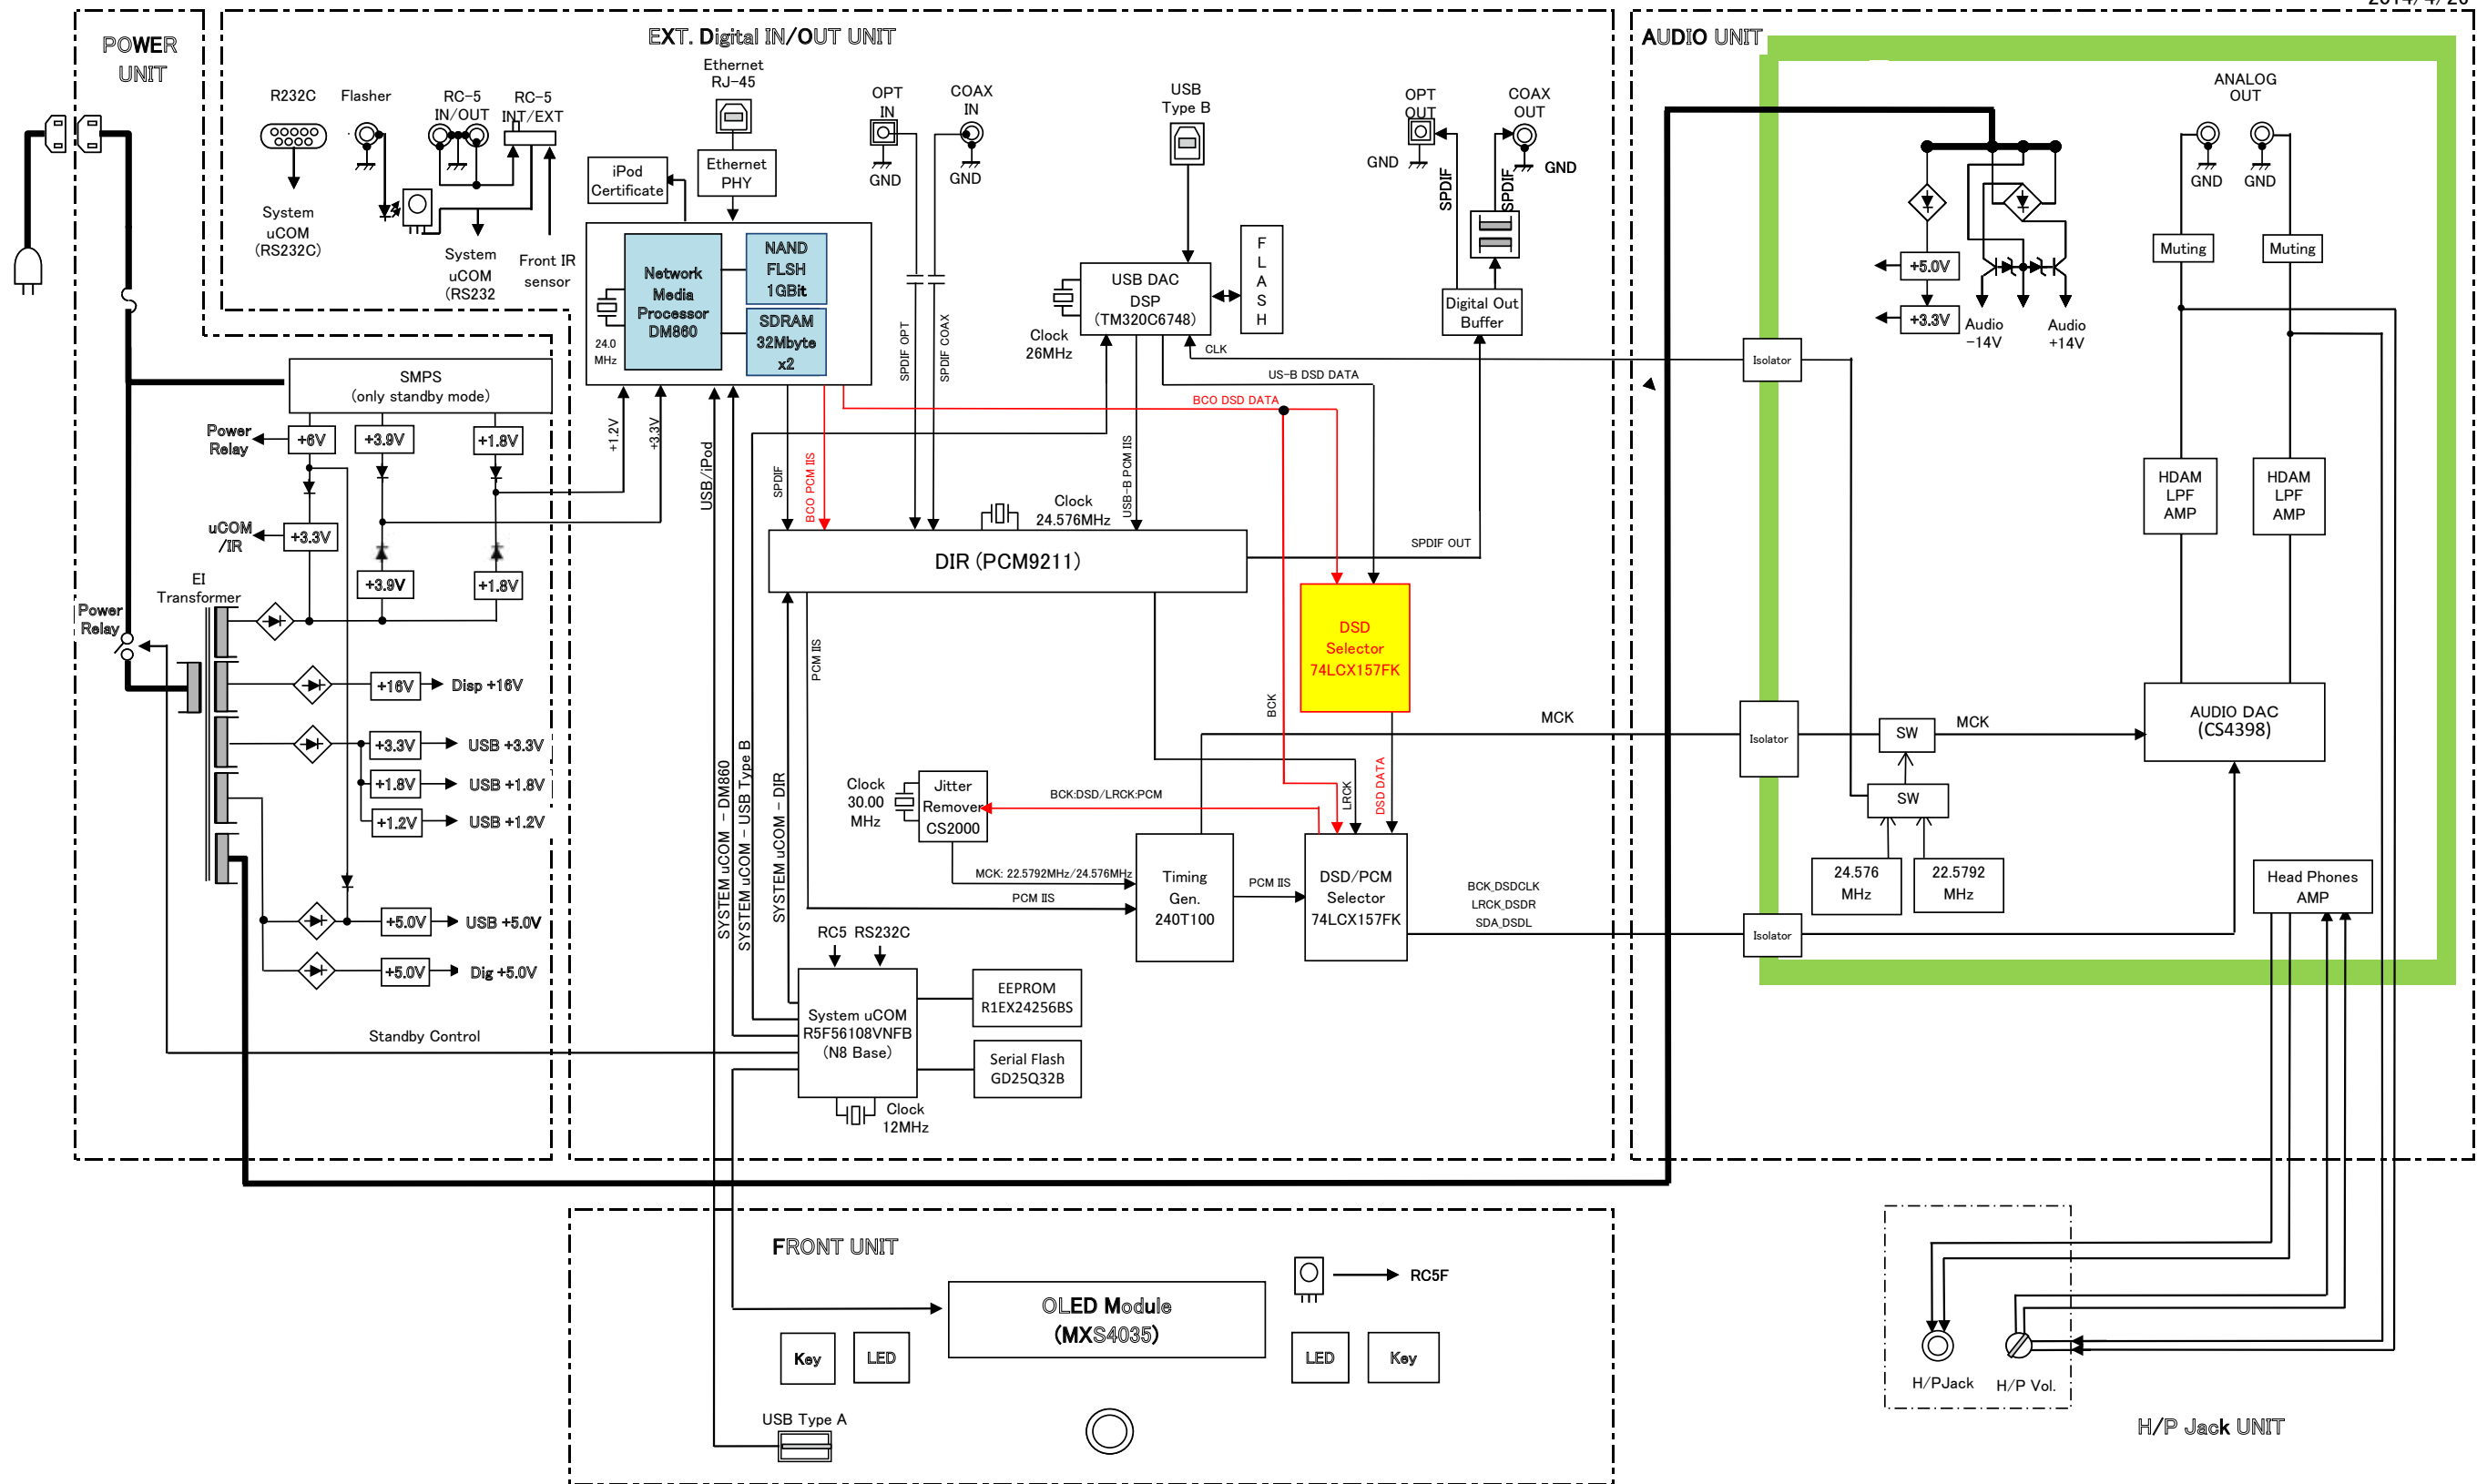 POWER
UNIT
EXT. Digital IN/OUT UNIT
AUDIO UNIT
R232C
Flasher
RC-5
IN/OUT
RC-5
INT/EXT
Ethernet
RJ-45
OPT
IN
COAX
IN
USB
Type B
OPT
OUT
COAX
OUT
ANALOG
OUT
System
uCOM
(RS232C)
System
uCOM
(RS232
Front IR
sensor
iPod
Certificate
Ethernet
PHY
GND
GND
GND
GND
GND
GND
SPDIF
SPDIF
Network
Media
Processor
DM860
NAND
FLSH
1GBit
SDRAM
32Mbyte
x2
24.0
MHz
SPDIF OPT
SPDIF COAX
USB DAC
DSP
(TM320C6748)
Clock
26MHz
F
L
A
S
H
Digital Out
Buffer
CLK
Isolator
Muting
Muting
+5.0V
+3.3V
Audio
-14V
Audio
+14V
SMPS
(only standby mode)
Power
Relay
+6V
+3.9V
+1.8V
uCOM
/IR
+3.3V
+3.9V
+1.8V
EI
Transformer
Power
Relay
+16V
Disp +16V
+3.3V
USB +3.3V
+1.8V
USB +1.8V
+1.2V
USB +1.2V
+5.0V
USB +5.0V
+5.0V
Dig +5.0V
Standby Control
+1.2V
+3.3V
USB/iPod
SPDIF
BCO PCM IIS
BCO DSD DATA
US-B DSD DATA
USB-B PCM IIS
Clock
24.576MHz
DIR (PCM9211)
SPDIF OUT
DSD
Selector
74LCX157FK
PCM IIS
BCK
MCK
LRCK
DSD DATA
SYSTEM uCOM - DM860
SYSTEM uCOM - USB Type B
SYSTEM uCOM - DIR
Clock
30.00
MHz
Jitter
Remover
CS2000
BCK:DSD/LRCK:PCM
MCK: 22.5792MHz/24.576MHz
PCM IIS
Timing
Gen.
240T100
PCM IIS
DSD/PCM
Selector
74LCX157FK
BCK_DSDCLK
LRCK_DSDR
SDA_DSDL
RC5 RS232C
System uCOM
R5F56108VNFB
(N8 Base)
EEPROM
R1EX24256BS
Serial Flash
GD25Q32B
Clock
12MHz
Isolator
Isolator
SW
MCK
SW
24.576
MHz
22.5792
MHz
HDAM
LPF
AMP
HDAM
LPF
AMP
AUDIO DAC
(CS4398)
Head Phones
AMP
FRONT UNIT
OLED Module
(MXS4035)
RC5F
Key
LED
LED
Key
USB Type A
H/PJack
H/P Vol.
H/P Jack UNIT